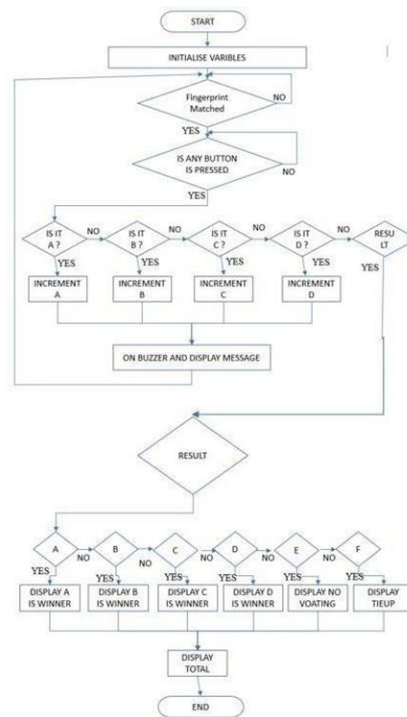 START
INITIALISE VARIBLES
Fingerprint
Matched
NO
YES
IS ANY BUTTON
IS PRESSED
NO
YES
IS IT
A ?
NO
IS IT
B ?
NO
IS IT
C ?
NO
IS IT
D ?
NO
RESU
LT
YES
YES
YES
YES
YES
INCREMENT
A
INCREMENT
B
INCREMENT
C
INCREMENT
D
ON BUZZER AND DISPLAY MESSAGE
RESULT
A
NO
B
NO
C
NO
D
NO
E
NO
F
YES
YES
YES
YES
YES
YES
DISPLAY A
IS WINNER
DISPLAY B
IS WINNER
DISPLAY C
IS WINNER
DISPLAY D
IS WINNER
DISPLAY NO
VOATING
DISPLAY
TIEUP
DISPLAY
TOTAL
END